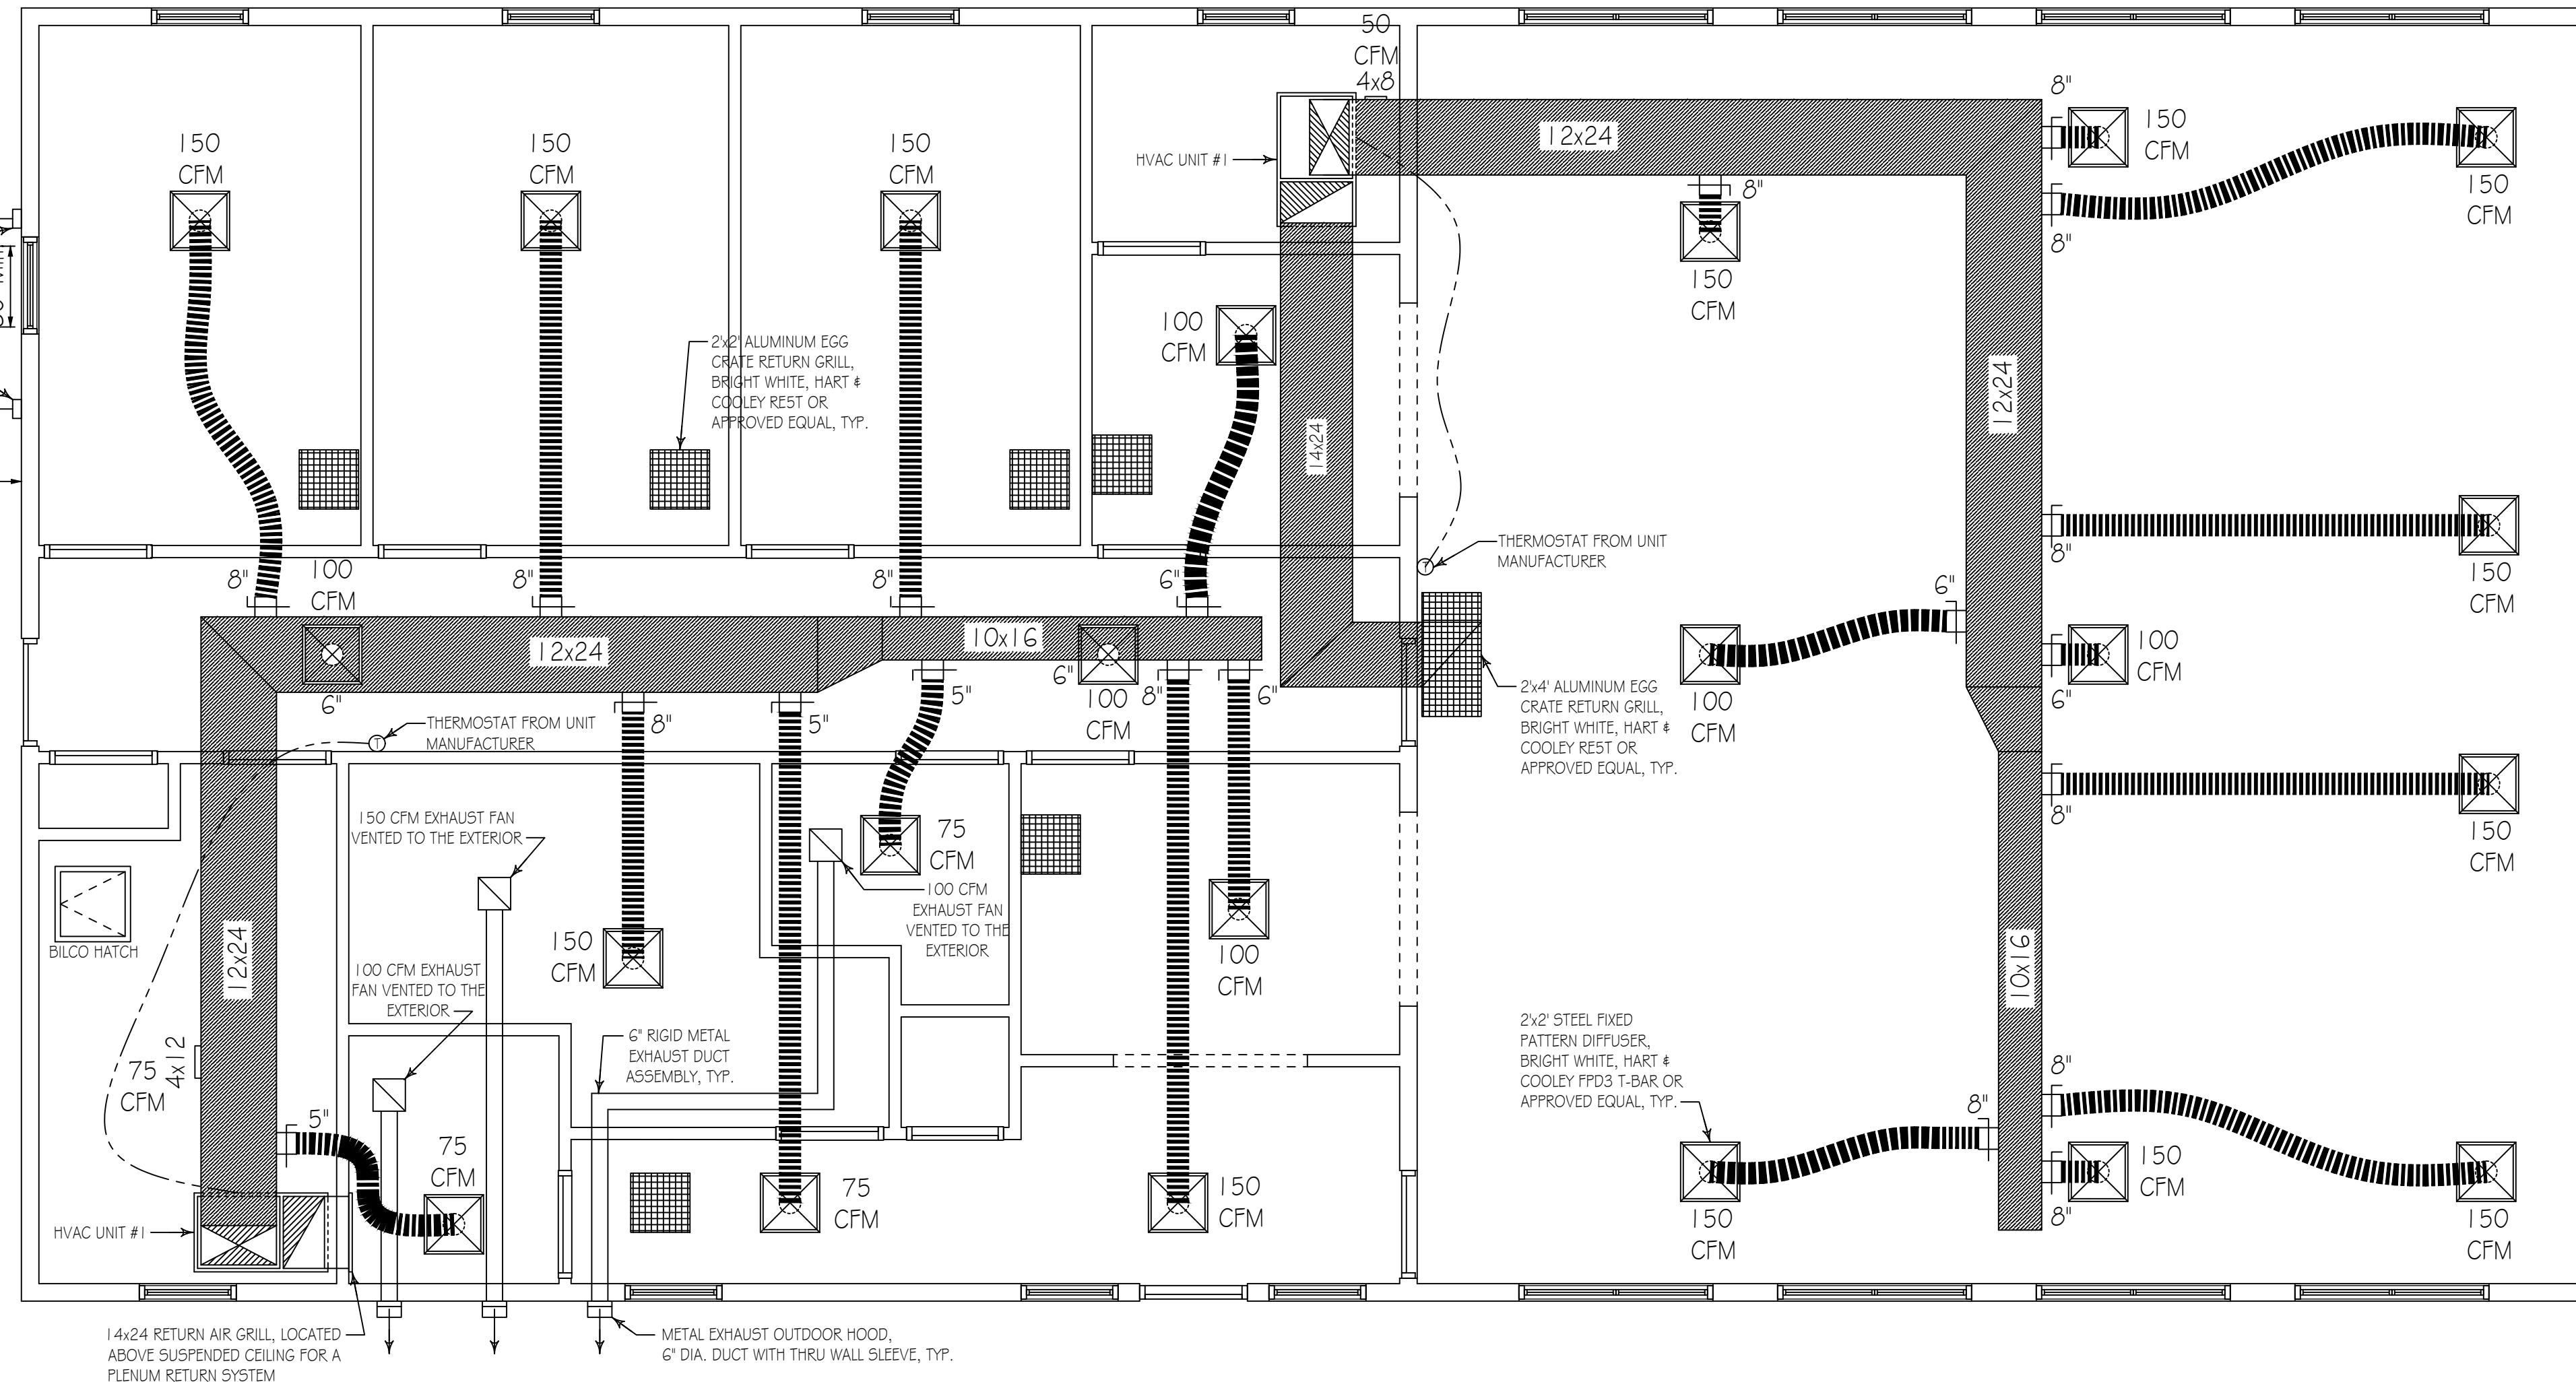 50
CFM
4x8
8"
150
CFM
150
CFM
150
CFM
150
CFM
12x24
150
CFM
HVAC UNIT #1
8"
150
CFM
8"
150
CFM
100
CFM
2'x2' ALUMINUM EGG
CRATE RETURN GRILL,
BRIGHT WHITE, HART &
COOLEY RE5T OR
APPROVED EQUAL, TYP.
14x24
12x24
THERMOSTAT FROM UNIT
MANUFACTURER
8"
150
CFM
8"
100
CFM
8"
8"
6"
6"
12x24
10x16
100
CFM
100
CFM
6"
6"
6"
100
CFM
5"
8"
6"
8"
5"
THERMOSTAT FROM UNIT
MANUFACTURER
2'x4' ALUMINUM EGG
CRATE RETURN GRILL,
BRIGHT WHITE, HART &
COOLEY RE5T OR
APPROVED EQUAL, TYP.
8"
150
CFM
150 CFM EXHAUST FAN
VENTED TO THE EXTERIOR
75
CFM
100 CFM
EXHAUST FAN
VENTED TO THE
EXTERIOR
BILCO HATCH
12x24
150
CFM
100
CFM
10x16
100 CFM EXHAUST
FAN VENTED TO THE
EXTERIOR
6" RIGID METAL
EXHAUST DUCT
ASSEMBLY, TYP.
2'x2' STEEL FIXED
PATTERN DIFFUSER,
BRIGHT WHITE, HART &
COOLEY FPD3 T-BAR OR
APPROVED EQUAL, TYP.
75
CFM
4x12
5"
75
CFM
8"
8"
150
CFM
75
CFM
150
CFM
8"
150
CFM
150
CFM
HVAC UNIT #1
14x24 RETURN AIR GRILL, LOCATED
ABOVE SUSPENDED CEILING FOR A
PLENUM RETURN SYSTEM
METAL EXHAUST OUTDOOR HOOD,
6" DIA. DUCT WITH THRU WALL SLEEVE, TYP.